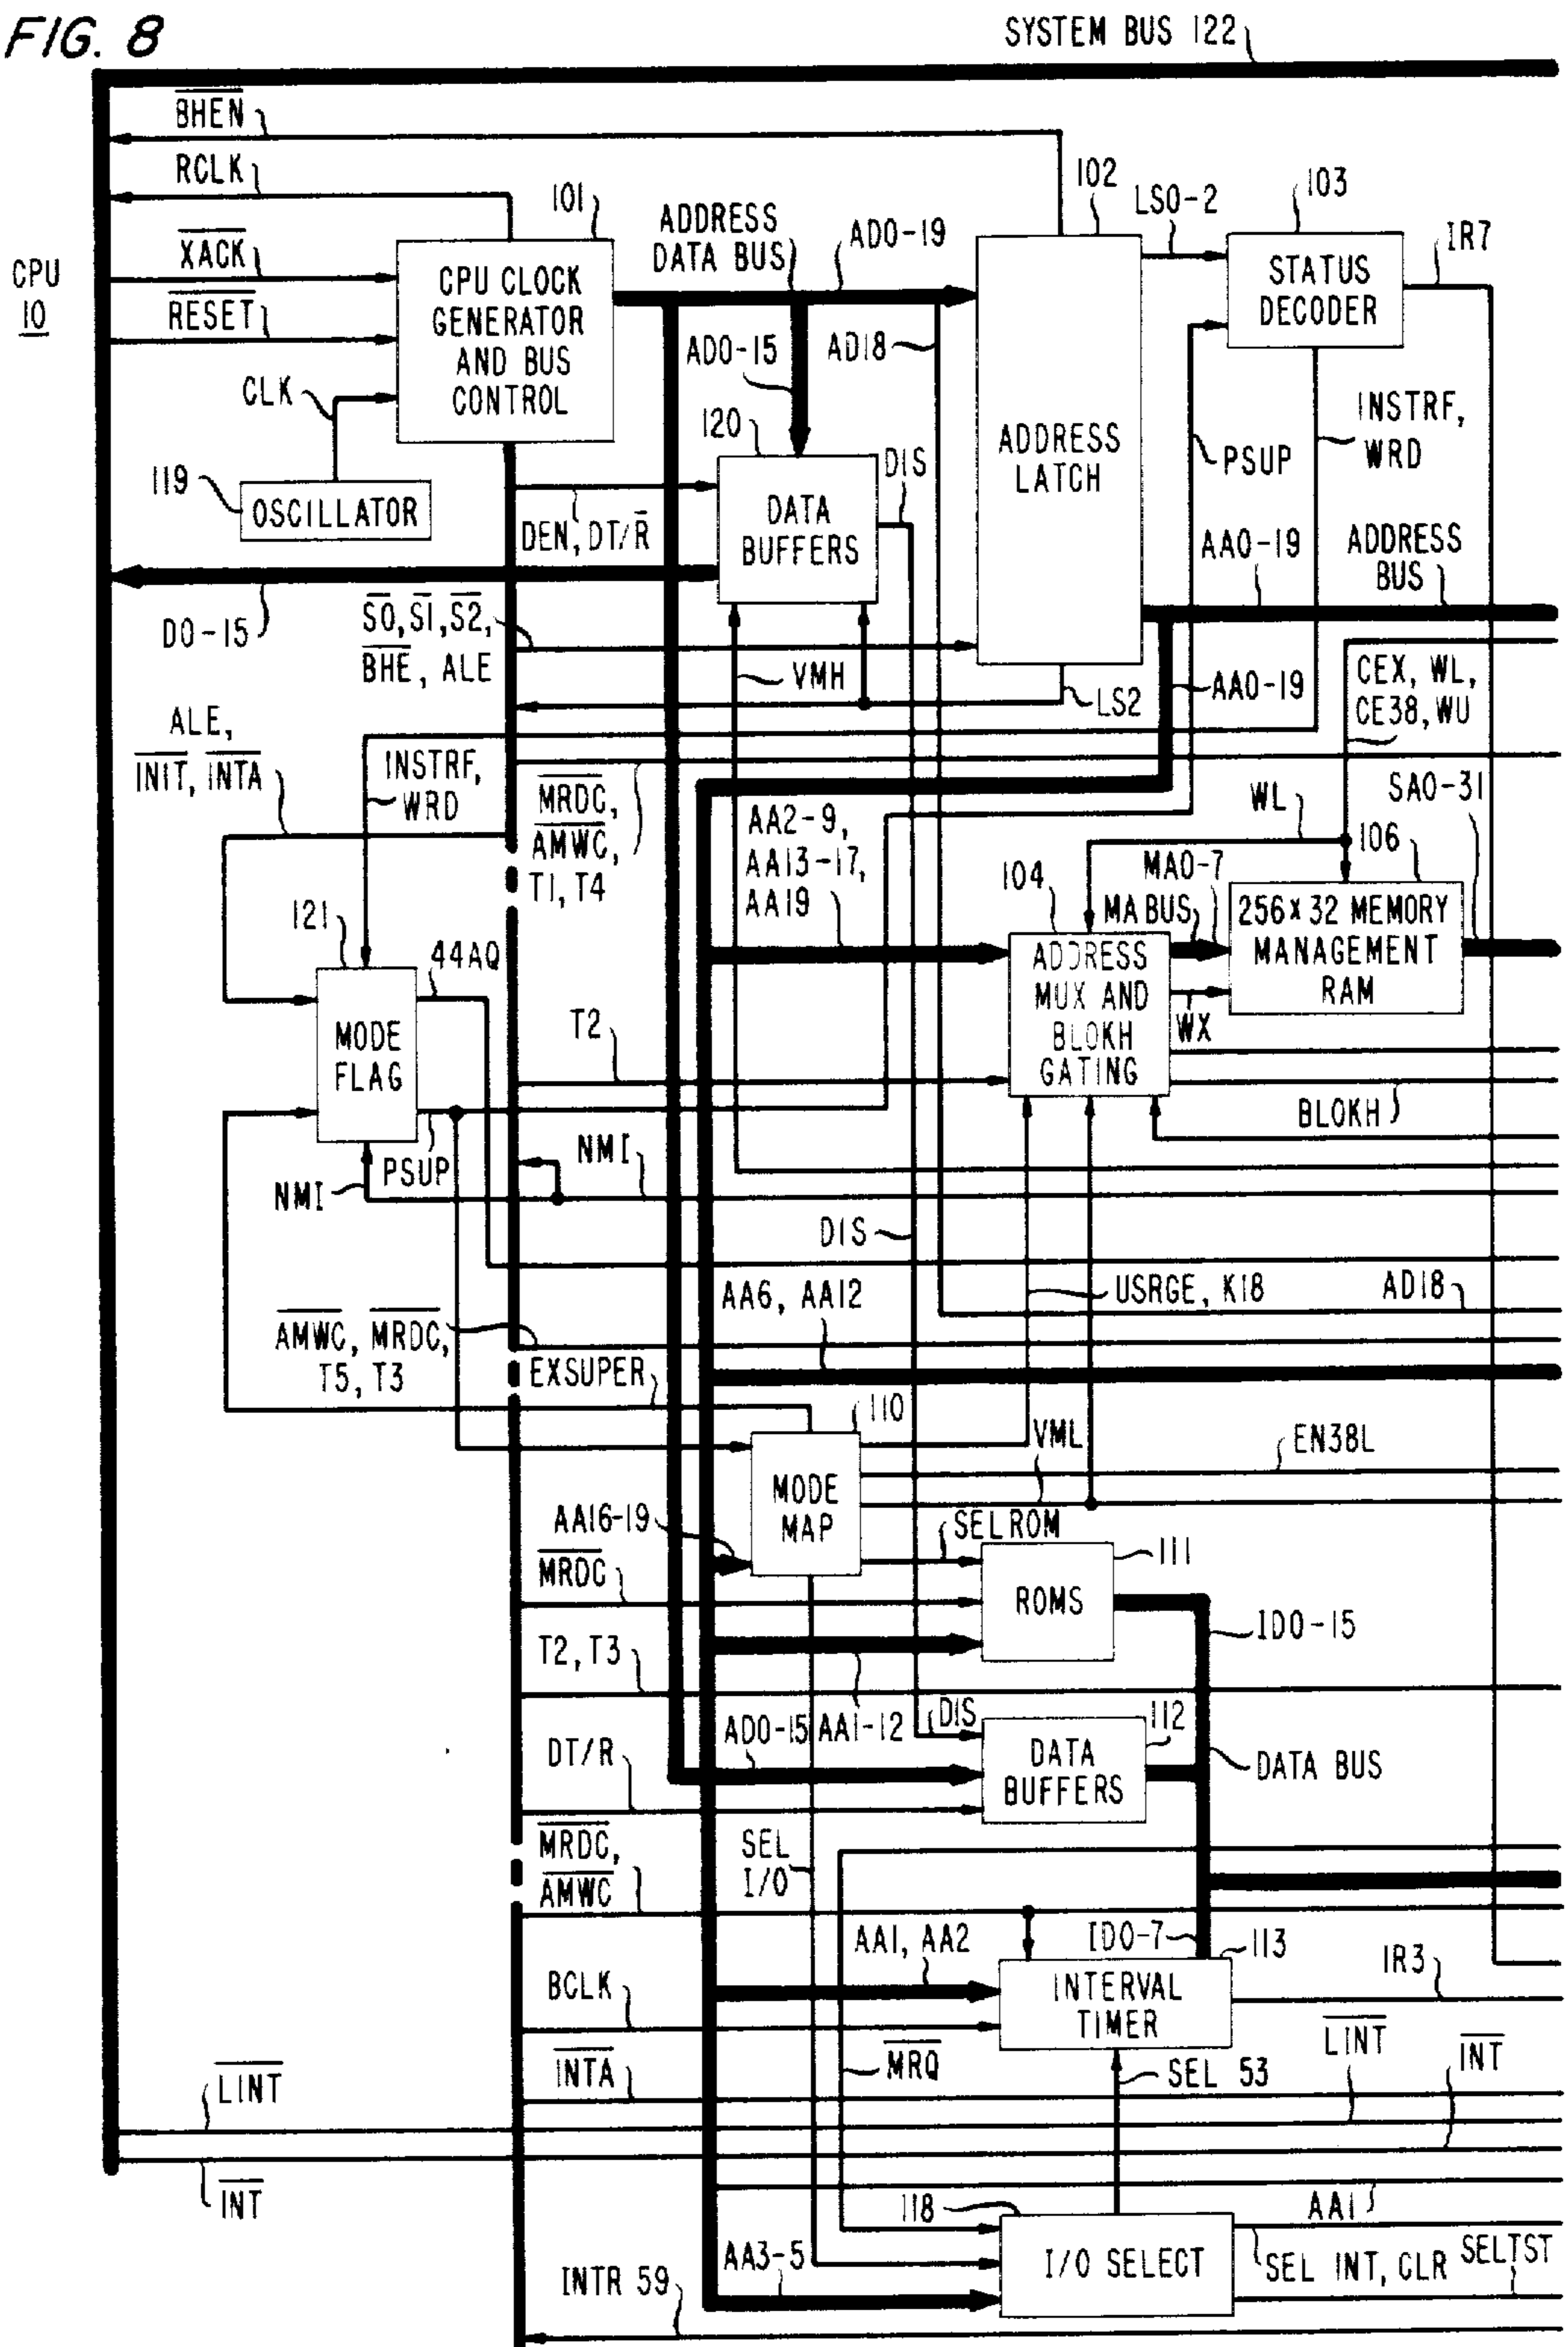 FIG. 8
SYSTEM BUS 122
BHEN
RCLK
101
ADDRESS
DATA BUS
AD0-19
102
LS0-2
103
IR7
CPU
10
XACK
RESET
CPU CLOCK
GENERATOR
AND BUS
CONTROL
STATUS
DECODER
CLK
AD0-15
AD18
120
DIS
ADDRESS
LATCH
PSUP
INSTRF,
WRD
119
OSCILLATOR
DEN, DT/R
DATA
BUFFERS
AA0-19
ADDRESS
BUS
D0-15
S0, S1, S2,
BHE, ALE
VMH
LS2
AA0-19
CEX, WL,
CE38, WU
ALE,
INIT, INTA
INSTRF,
WRD
MRDC,
AMWC,
T1, T4
AA2-9,
AA13-17,
AA19
WL
SA0-31
104
MA0-7
MA BUS
106
121
44AQ
ADDRESS
MUX AND
BLOKH
GATING
256x32 MEMORY
MANAGEMENT
RAM
WX
MODE
FLAG
T2
BLOKH
NMI
PSUP
NMI
DIS
AA6, AA12
USRGE, K18
AD18
AMWC, MRDC,
T5, T3
EXSUPER
110
VML
EN38L
MODE
MAP
AA16-19
SELROM
111
MRDC
ROMS
ID0-15
T2, T3
AD0-15
AA1-12
DIS
112
DT/R
DATA
BUFFERS
DATA BUS
MRDC,
AMWC
SEL
I/O
AA1, AA2
ID0-7
113
IR3
BCLK
INTERVAL
TIMER
LINT
INT
INTA
MRQ
SEL 53
LINT
INT
118
AA1
AA3-5
I/O SELECT
SEL INT, CLR
SELTST
INTR 59